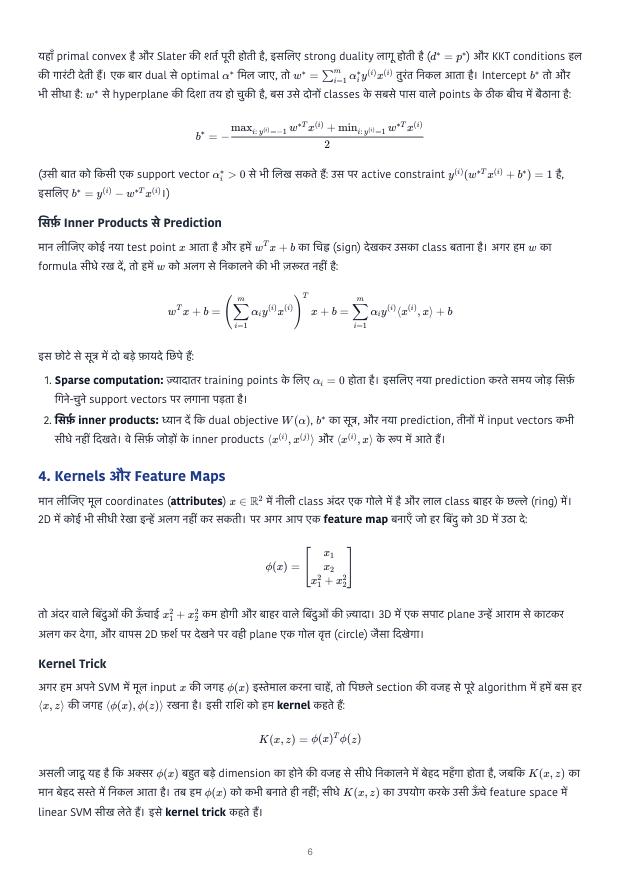 यहाँ primal convex है और Slater की शर्त पूरी होती है, इसलिए strong duality लागू होती है (d* = p*) और KKT conditions हल
की गारंटी देती हैं। एक बार dual से optimal α* मिल जाए, तो w* = ∑ᵢ₌₁ᵐ αᵢ* y⁽ⁱ⁾x⁽ⁱ⁾ तुरंत निकल आता है। Intercept b* तो और
भी सीधा है: w* से hyperplane की दिशा तय हो चुकी है, बस उसे दोनों classes के सबसे पास वाले points के ठीक बीच में बैठाना है:
b* = − (max_{i: y⁽ⁱ⁾=−1} w*ᵀx⁽ⁱ⁾ + min_{i: y⁽ⁱ⁾=1} w*ᵀx⁽ⁱ⁾) / 2
(उसी बात को किसी एक support vector αᵢ* > 0 से भी लिख सकते हैं: उस पर active constraint y⁽ⁱ⁾(w*ᵀx⁽ⁱ⁾ + b*) = 1 है,
इसलिए b* = y⁽ⁱ⁾ − w*ᵀx⁽ⁱ⁾।)
सिर्फ़ Inner Products से Prediction
मान लीजिए कोई नया test point x आता है और हमें wᵀx + b का चिह्न (sign) देखकर उसका class बताना है। अगर हम w का
formula सीधे रख दें, तो हमें w को अलग से निकालने की भी ज़रूरत नहीं है:
wᵀx + b = (∑ᵢ₌₁ᵐ αᵢy⁽ⁱ⁾x⁽ⁱ⁾)ᵀ x + b = ∑ᵢ₌₁ᵐ αᵢy⁽ⁱ⁾⟨x⁽ⁱ⁾, x⟩ + b
इस छोटे से सूत्र में दो बड़े फ़ायदे छिपे हैं:
1. Sparse computation: ज़्यादातर training points के लिए αᵢ = 0 होता है। इसलिए नया prediction करते समय जोड़ सिर्फ़
गिने-चुने support vectors पर लगाना पड़ता है।
2. सिर्फ़ inner products: ध्यान दें कि dual objective W(α), b* का सूत्र, और नया prediction, तीनों में input vectors कभी
सीधे नहीं दिखते। वे सिर्फ़ जोड़ों के inner products ⟨x⁽ⁱ⁾, x⁽ʲ⁾⟩ और ⟨x⁽ⁱ⁾, x⟩ के रूप में आते हैं।
4. Kernels और Feature Maps
मान लीजिए मूल coordinates (attributes) x ∈ ℝ² में नीली class अंदर एक गोले में है और लाल class बाहर के छल्ले (ring) में।
2D में कोई भी सीधी रेखा इन्हें अलग नहीं कर सकती। पर अगर आप एक feature map बनाएँ जो हर बिंदु को 3D में उठा दे:
ϕ(x) = [x₁; x₂; x₁² + x₂²]
तो अंदर वाले बिंदुओं की ऊँचाई x₁² + x₂² कम होगी और बाहर वाले बिंदुओं की ज़्यादा। 3D में एक सपाट plane उन्हें आराम से काटकर
अलग कर देगा, और वापस 2D फ़र्श पर देखने पर वही plane एक गोल वृत्त (circle) जैसा दिखेगा।
Kernel Trick
अगर हम अपने SVM में मूल input x की जगह ϕ(x) इस्तेमाल करना चाहें, तो पिछले section की वजह से पूरे algorithm में हमें बस हर
⟨x, z⟩ की जगह ⟨ϕ(x), ϕ(z)⟩ रखना है। इसी राशि को हम kernel कहते हैं:
K(x, z) = ϕ(x)ᵀϕ(z)
असली जादू यह है कि अक्सर ϕ(x) बहुत बड़े dimension का होने की वजह से सीधे निकालने में बेहद महँगा होता है, जबकि K(x, z) का
मान बेहद सस्ते में निकल आता है। तब हम ϕ(x) को कभी बनाते ही नहीं; सीधे K(x, z) का उपयोग करके उसी ऊँचे feature space में
linear SVM सीख लेते हैं। इसे kernel trick कहते हैं।
6